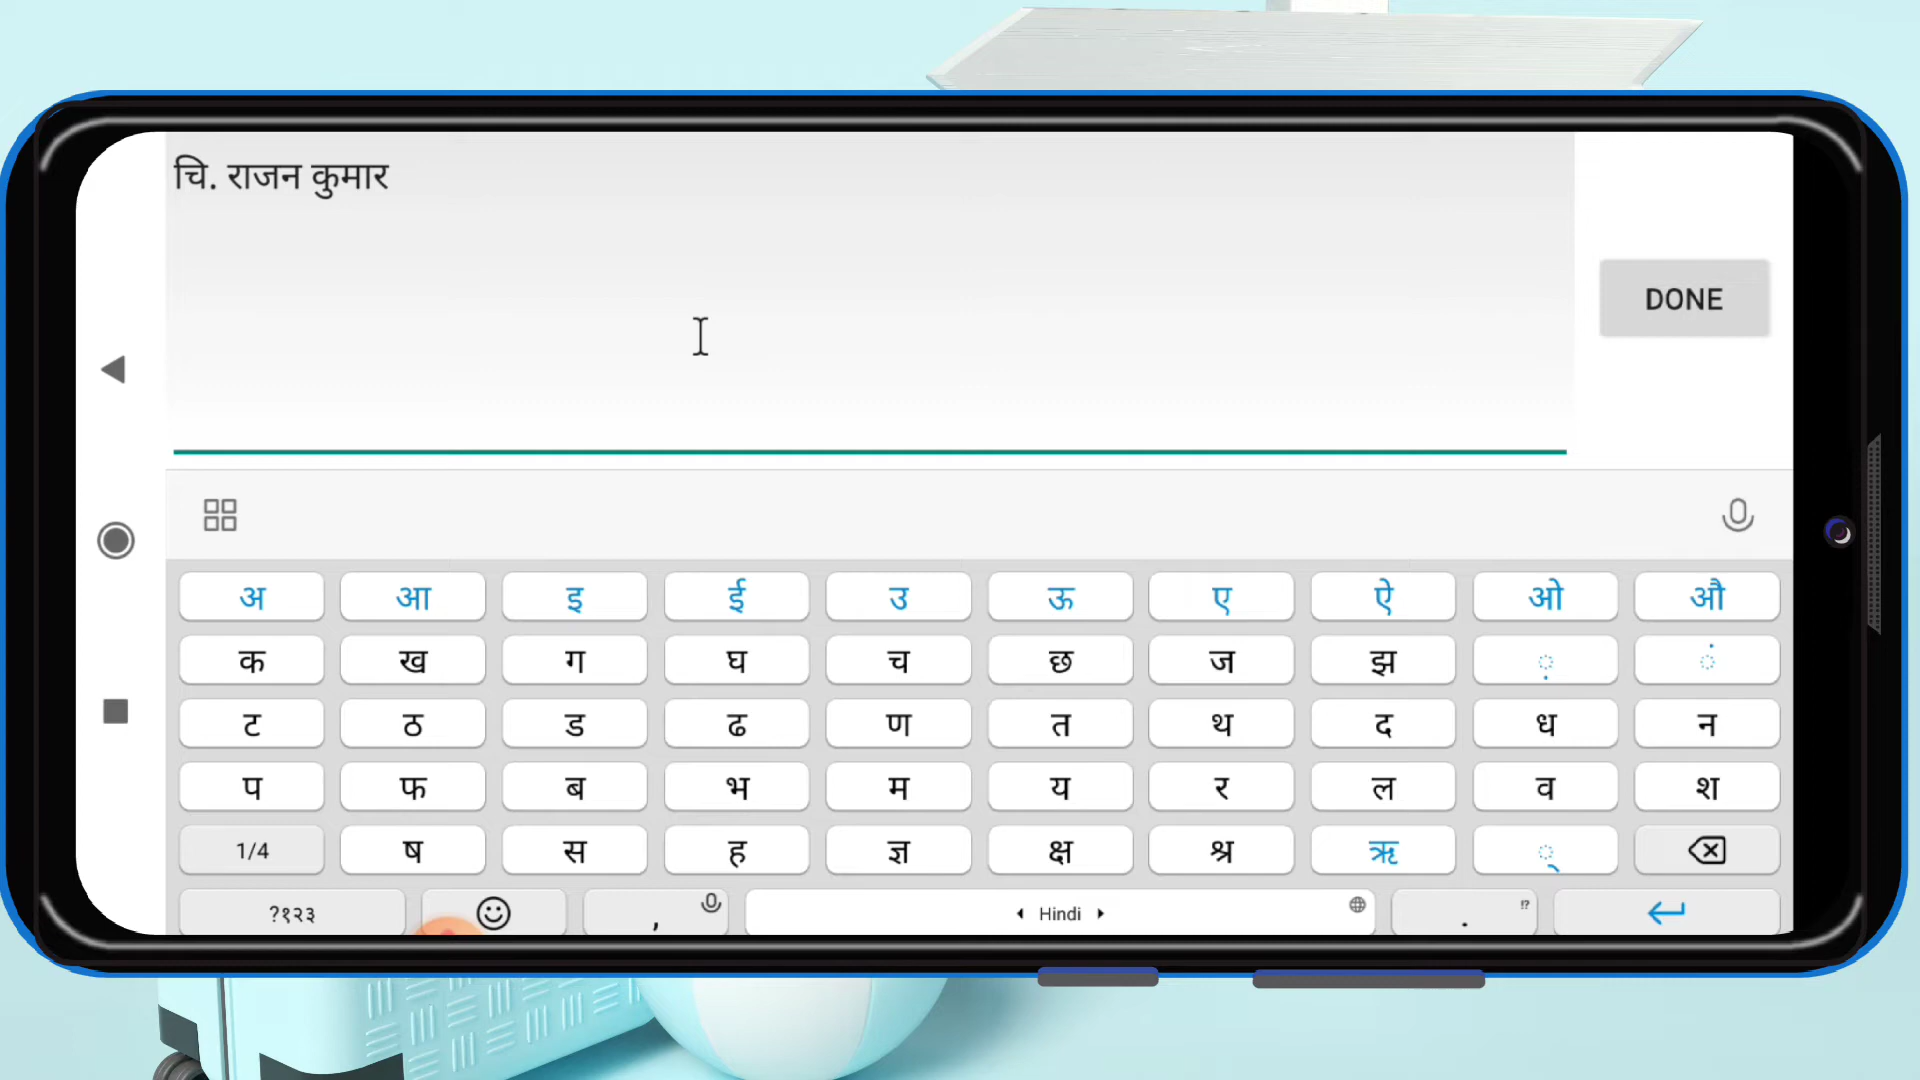 चि. राजन कुमार
DONE
अ आ इ ई उ ऊ ए ऐ ओ औ
क ख ग घ च छ ज झ ़ ं
ट ठ ड ढ ण त थ द ध न
प फ ब भ म य र ल व श
1/4 ष स ह ज्ञ क्ष श्र ऋ ्
?१२३ , Hindi . !?